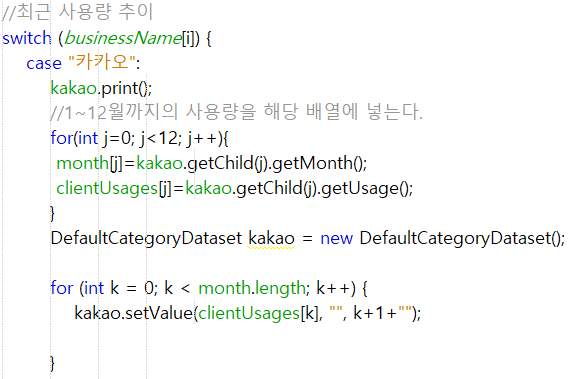 //최근 사용량 추이
switch (businessName[i]) {
case "카카오":
kakao.print();
//1~12월까지의 사용량을 해당 배열에 넣는다.
for(int j=0; j<12; j++){
month[j]=kakao.getChild(j).getMonth();
clientUsages[j]=kakao.getChild(j).getUsage();
}
DefaultCategoryDataset kakao = new DefaultCategoryDataset();
for (int k = 0; k < month.length; k++) {
kakao.setValue(clientUsages[k], "", k+1+"");
}